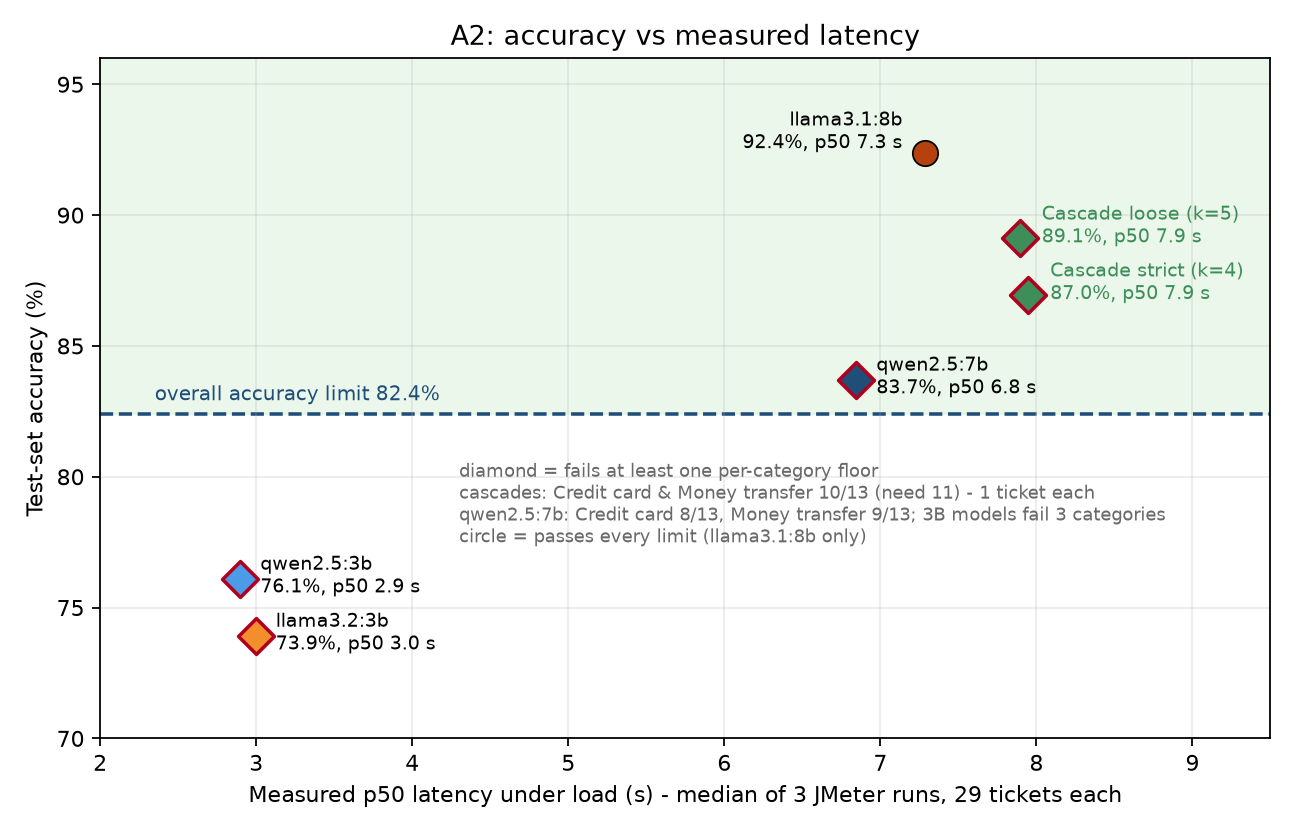 A2: accuracy vs measured latency
95
90
85
80
75
70
Test-set accuracy (%)
llama3.1:8b
92.4%, p50 7.3 s
Cascade loose (k=5)
89.1%, p50 7.9 s
Cascade strict (k=4)
87.0%, p50 7.9 s
qwen2.5:7b
83.7%, p50 6.8 s
overall accuracy limit 82.4%
diamond = fails at least one per-category floor
cascades: Credit card & Money transfer 10/13 (need 11) - 1 ticket each
qwen2.5:7b: Credit card 8/13, Money transfer 9/13; 3B models fail 3 categories
circle = passes every limit (llama3.1:8b only)
qwen2.5:3b
76.1%, p50 2.9 s
llama3.2:3b
73.9%, p50 3.0 s
2 3 4 5 6 7 8 9
Measured p50 latency under load (s) - median of 3 JMeter runs, 29 tickets each